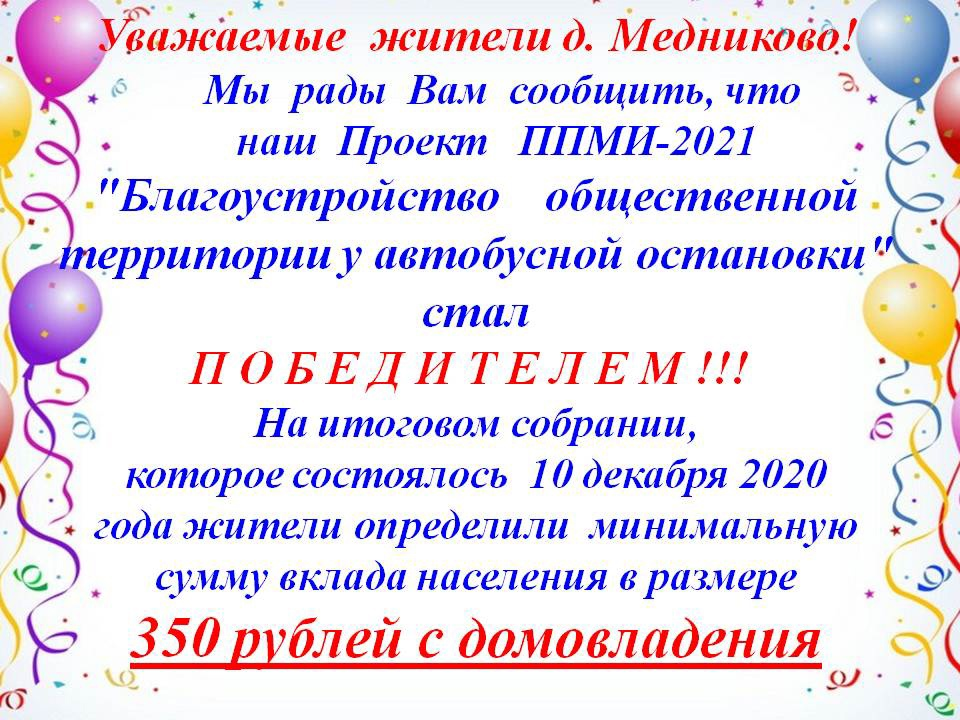 Уважаемые жители д. Медниково!
Мы рады Вам сообщить, что
наш Проект ППМИ-2021
"Благоустройство общественной
территории у автобусной остановки"
стал
П О Б Е Д И Т Е Л Е М !!!
На итоговом собрании,
которое состоялось 10 декабря 2020
года жители определили минимальную
сумму вклада населения в размере
350 рублей с домовладения